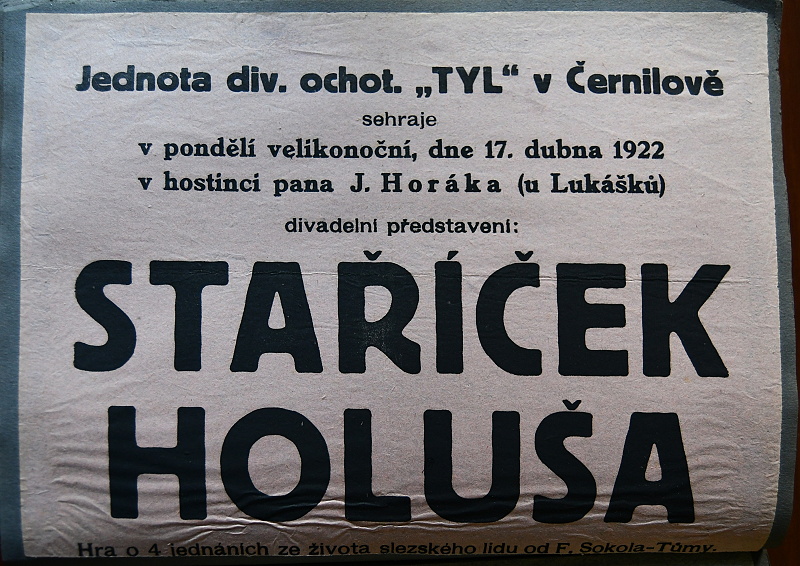 Jednota div. ochot. „TYL“ v Černilově
sehraje
v pondělí velikonoční, dne 17. dubna 1922
v hostinci pana J. Horáka (u Lukášků)
divadelní představení:
STAŘÍČEK
HOLUŠA
Hra o 4 jednáních ze života slezského lidu od F. Sokola-Tůmy.